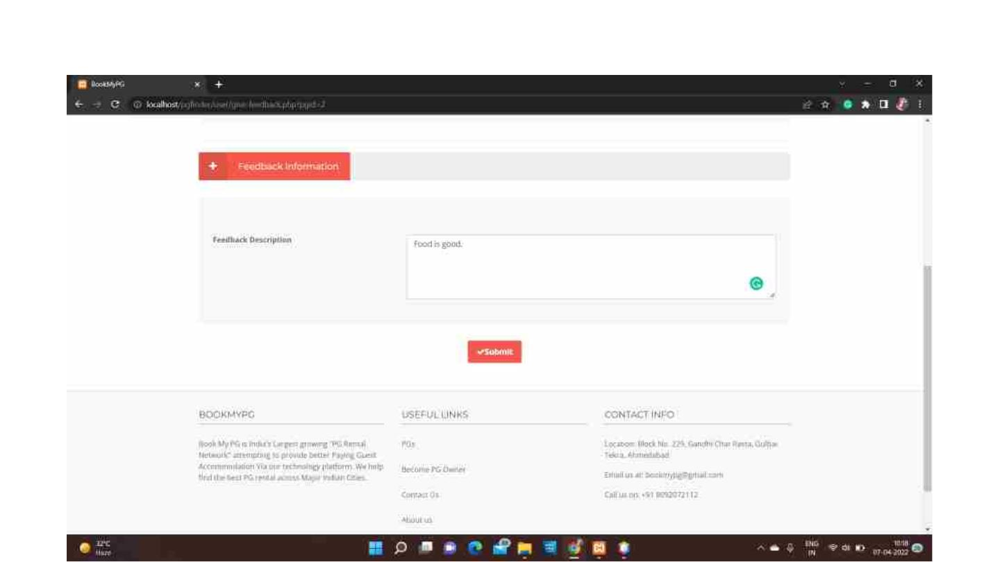 BookMyPG
localhost/pgfinder/user/give-feedback.php?pgid=2
Feedback Information
Feedback Description
Food is good.
Submit
BOOKMYPG
Book My PG is India's Largest growing "PG Rental
Network" attempting to provide better Paying Guest
Accommodation Via our technology platform. We help
find the best PG rental across Major Indian Cities.
USEFUL LINKS
PGs
Become PG Owner
Contact Us
About us
CONTACT INFO
Location: Block No. 229, Gandhi Char Rasta, Gulbai
Tekra, Ahmedabad
Email us at: bookmypg@gmail.com
Call us on: +91 8092072112
Haze
ENG
IN
10:18
07-04-2022